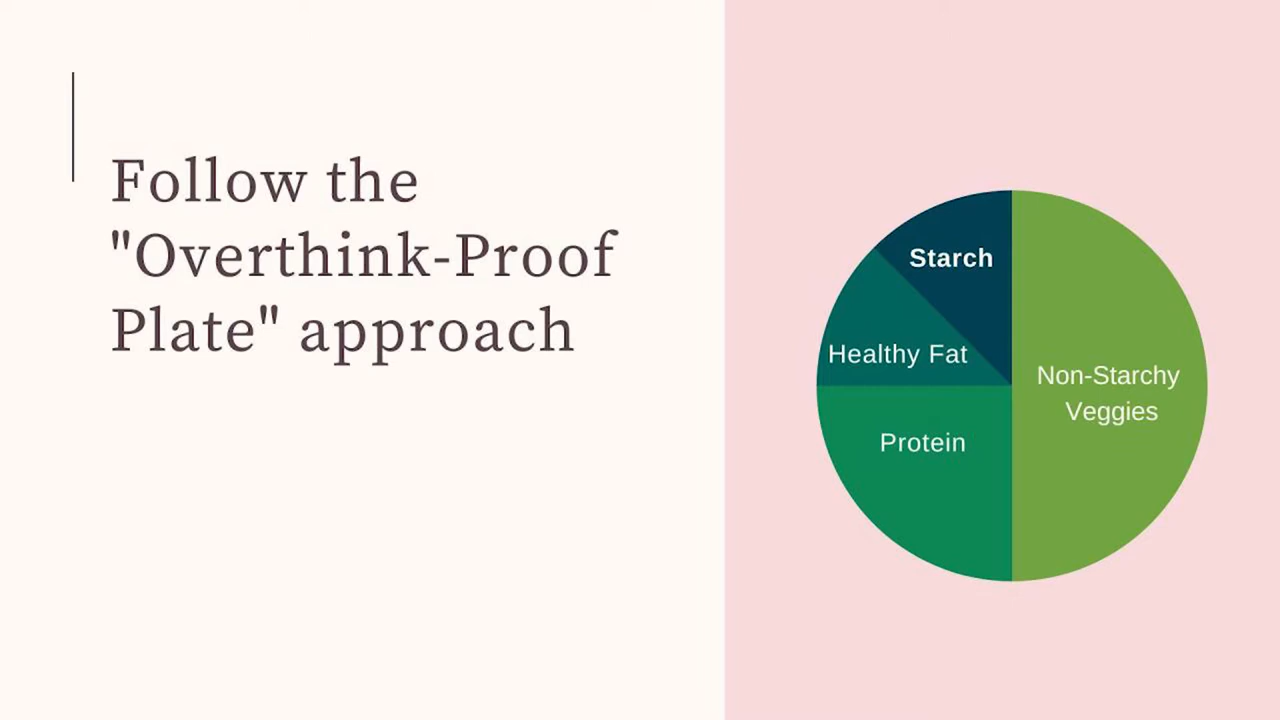 Follow the
"Overthink-Proof
Plate" approach
Starch
Healthy Fat
Non-Starchy
Veggies
Protein